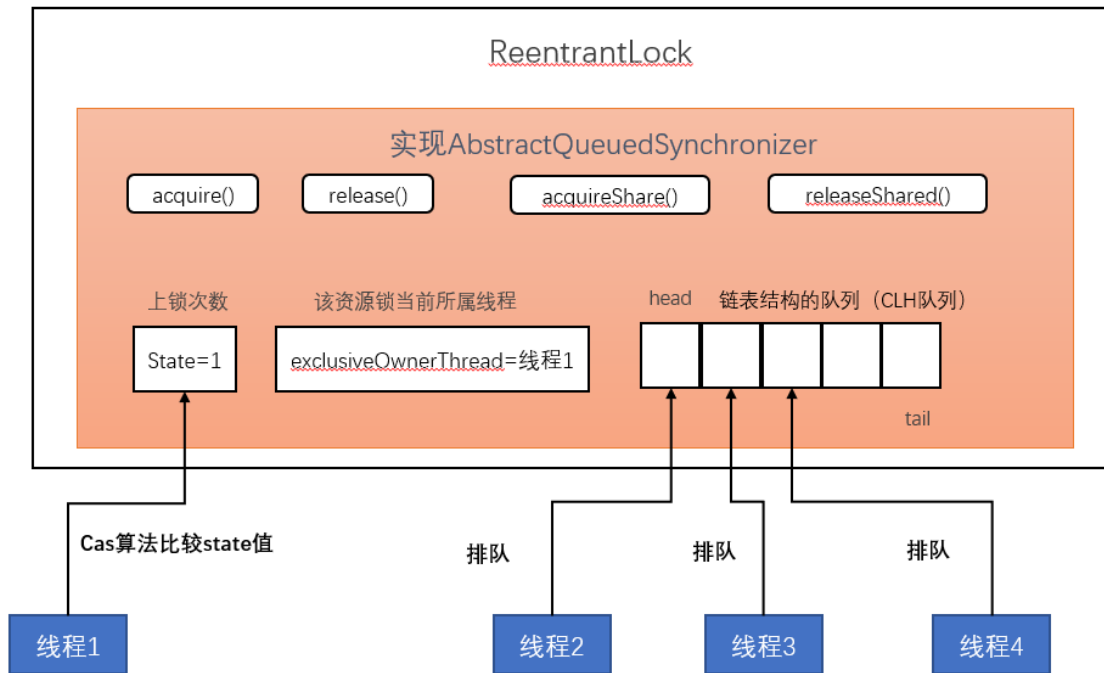 ReentrantLock
实现AbstractQueuedSynchronizer
acquire()
release()
acquireShare()
releaseShared()
上锁次数
该资源锁当前所属线程
head
链表结构的队列（CLH队列）
State=1
exclusiveOwnerThread=线程1
tail
Cas算法比较state值
排队
排队
排队
线程1
线程2
线程3
线程4